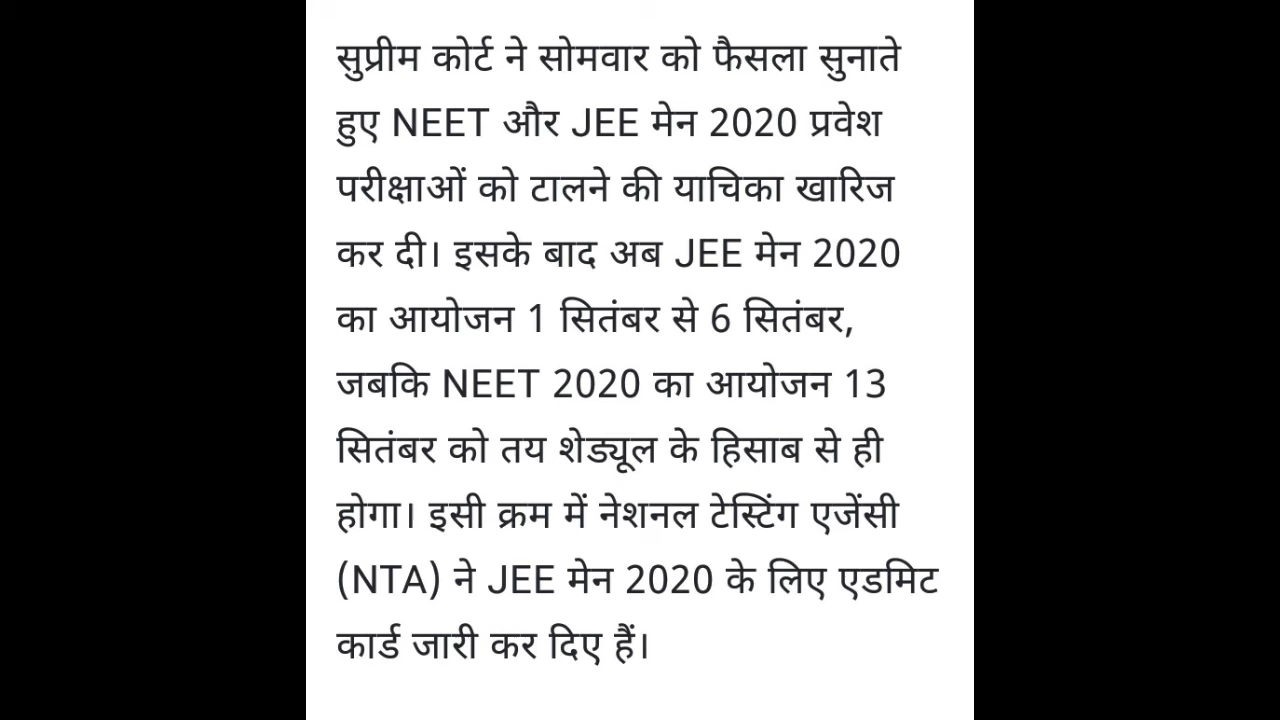 सुप्रीम कोर्ट ने सोमवार को फैसला सुनाते
हुए NEET और JEE मेन 2020 प्रवेश
परीक्षाओं को टालने की याचिका खारिज
कर दी। इसके बाद अब JEE मेन 2020
का आयोजन 1 सितंबर से 6 सितंबर,
जबकि NEET 2020 का आयोजन 13
सितंबर को तय शेड्यूल के हिसाब से ही
होगा। इसी क्रम में नेशनल टेस्टिंग एजेंसी
(NTA) ने JEE मेन 2020 के लिए एडमिट
कार्ड जारी कर दिए हैं।